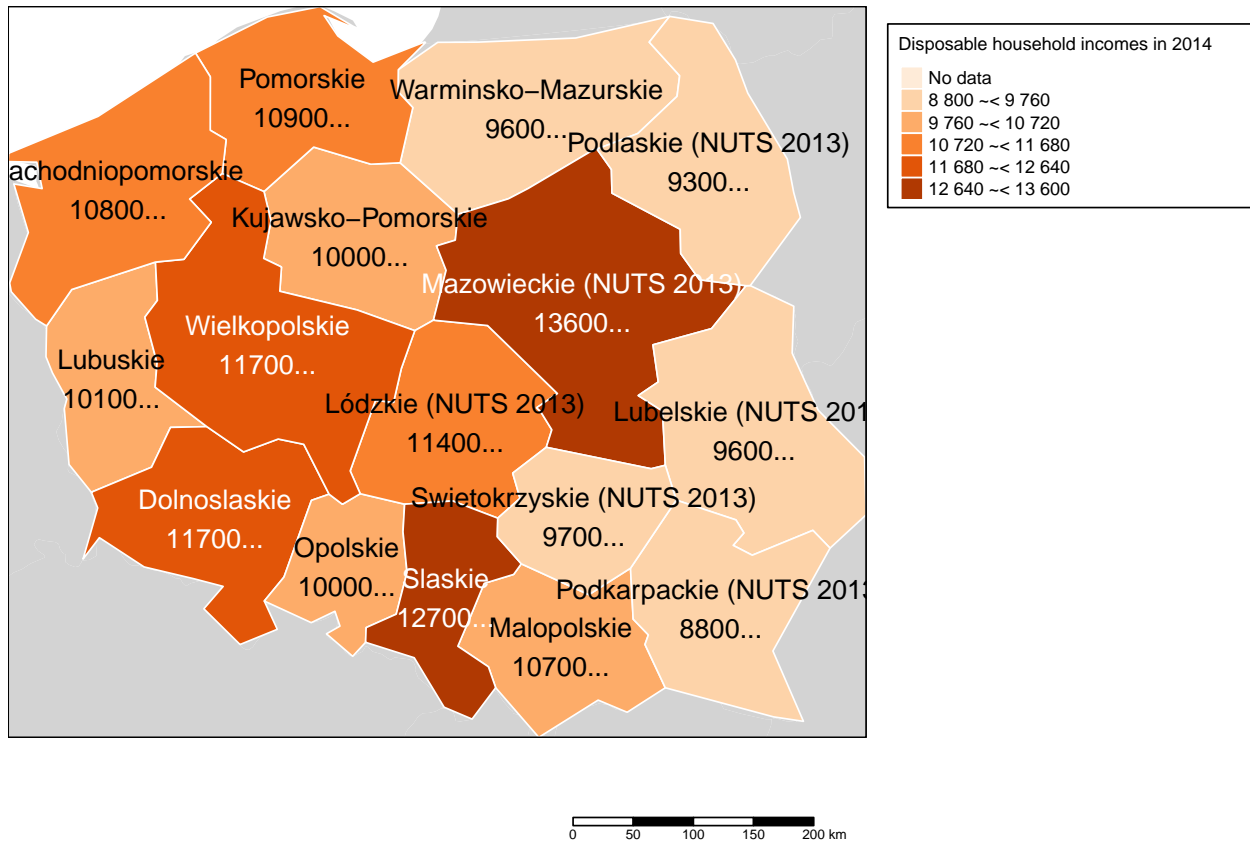 Pomorskie
10900...
Warminsko−Mazurskie
9600...
Podlaskie (NUTS 2013)
9300...
achodniopomorskie
10800...
Kujawsko−Pomorskie
10000...
Mazowieckie (NUTS 2013)
13600...
Wielkopolskie
11700...
Lubuskie
10100...
Lódzkie (NUTS 2013)
11400...
Lubelskie (NUTS 201
9600...
Dolnoslaskie
11700...
Swietokrzyskie (NUTS 2013)
9700...
Opolskie
10000...
Slaskie
12700...
Podkarpackie (NUTS 2013
8800...
Malopolskie
10700...
Disposable household incomes in 2014
No data
8 800 ~< 9 760
9 760 ~< 10 720
10 720 ~< 11 680
11 680 ~< 12 640
12 640 ~< 13 600
0 50 100 150 200 km